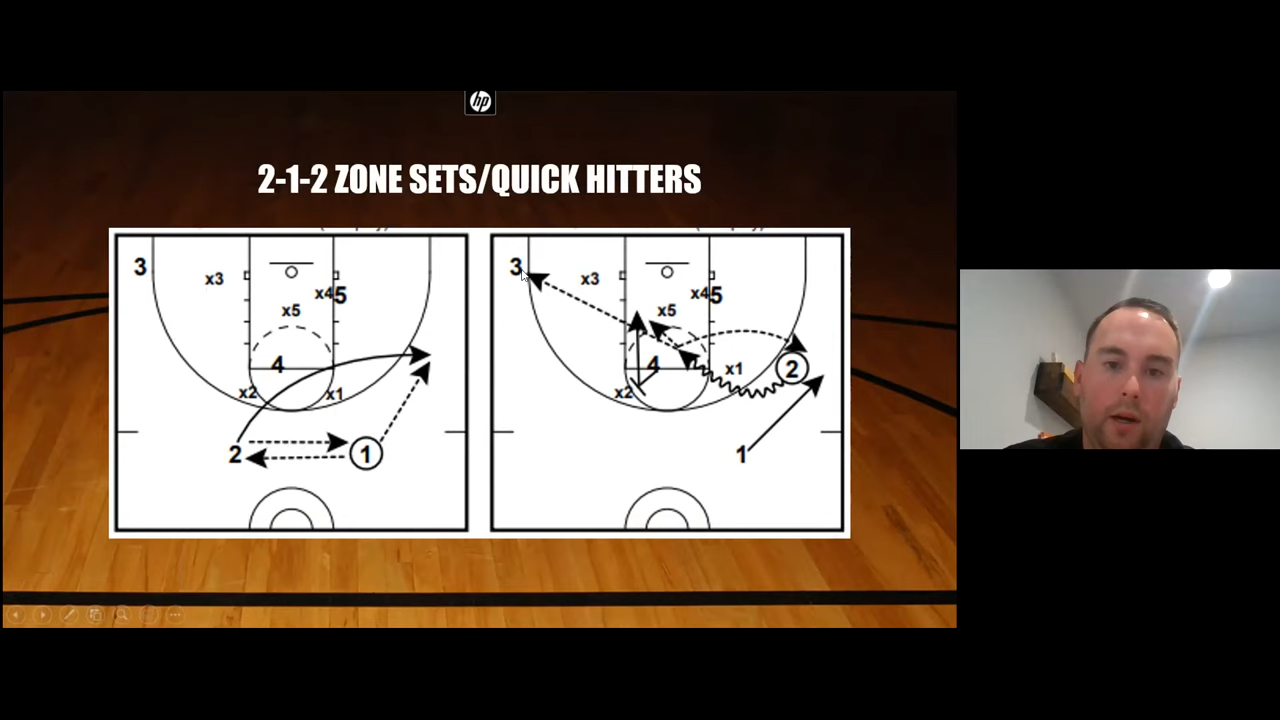 hp
2-1-2 ZONE SETS/QUICK HITTERS
3
x3
x4
5
x5
4
x2
x1
2
1
3
x3
x4
5
x5
4
x1
2
x2
1